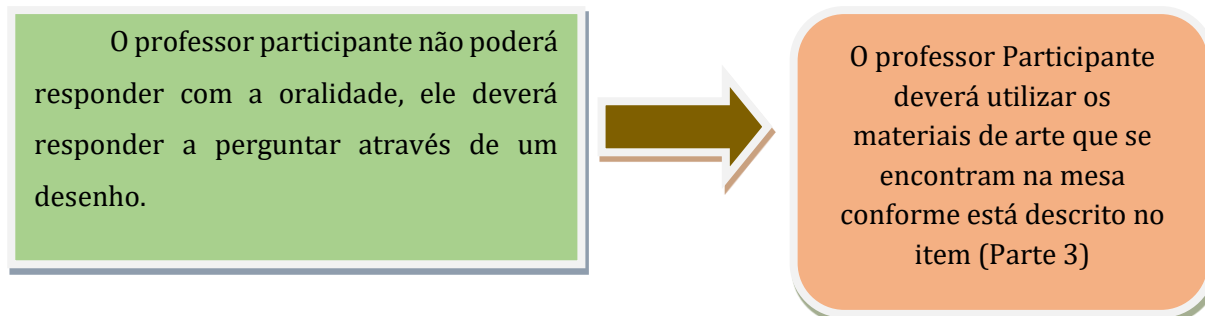 O professor participante não poderá
responder com a oralidade, ele deverá
responder a perguntar através de um
desenho.
O professor Participante
deverá utilizar os
materiais de arte que se
encontram na mesa
conforme está descrito no
item (Parte 3)